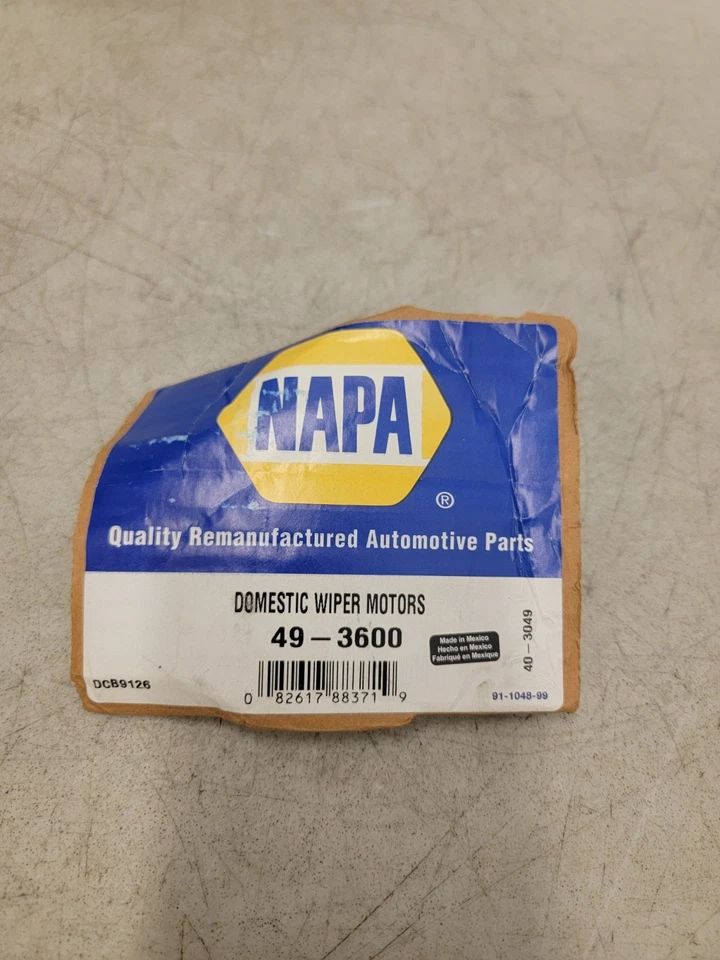 NAPA
®
Quality Remanufactured Automotive Parts
DOMESTIC WIPER MOTORS
49-3600
Made in Mexico
Hecho en Mexico
Fabriqué en Mexique
40-3049
DCB9126
0 82617 88371 9
91-1048-99